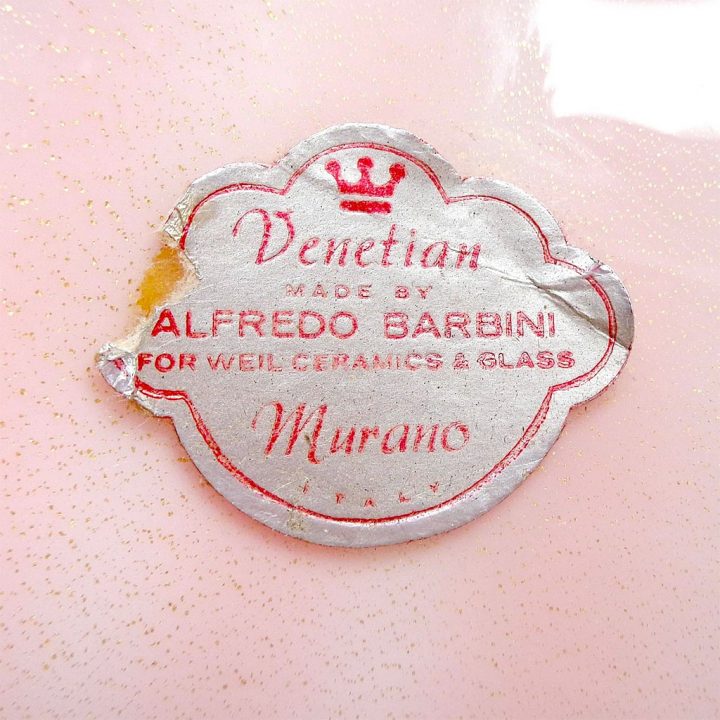 Venetian
MADE BY
ALFREDO BARBINI
FOR WEIL CERAMICS & GLASS
Murano
ITALY